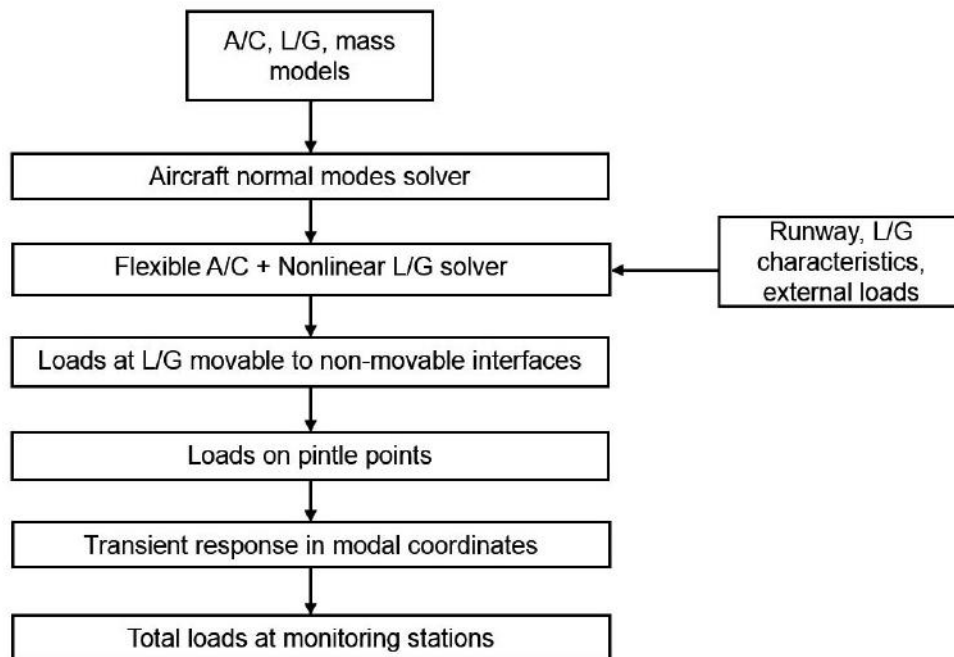 A/C, L/G, mass
models
Aircraft normal modes solver
Flexible A/C + Nonlinear L/G solver
Runway, L/G
characteristics,
external loads
Loads at L/G movable to non-movable interfaces
Loads on pintle points
Transient response in modal coordinates
Total loads at monitoring stations